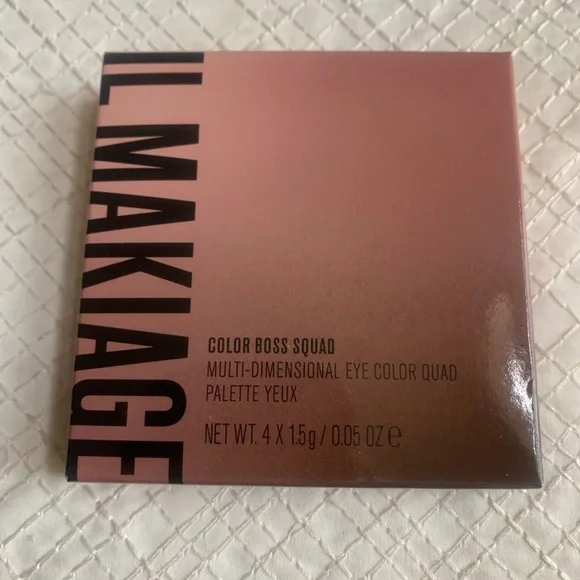 IL MAKIAGE
COLOR BOSS SQUAD
MULTI-DIMENSIONAL EYE COLOR QUAD
PALETTE YEUX
NET WT. 4 X 1.5g / 0.05 OZ ℮